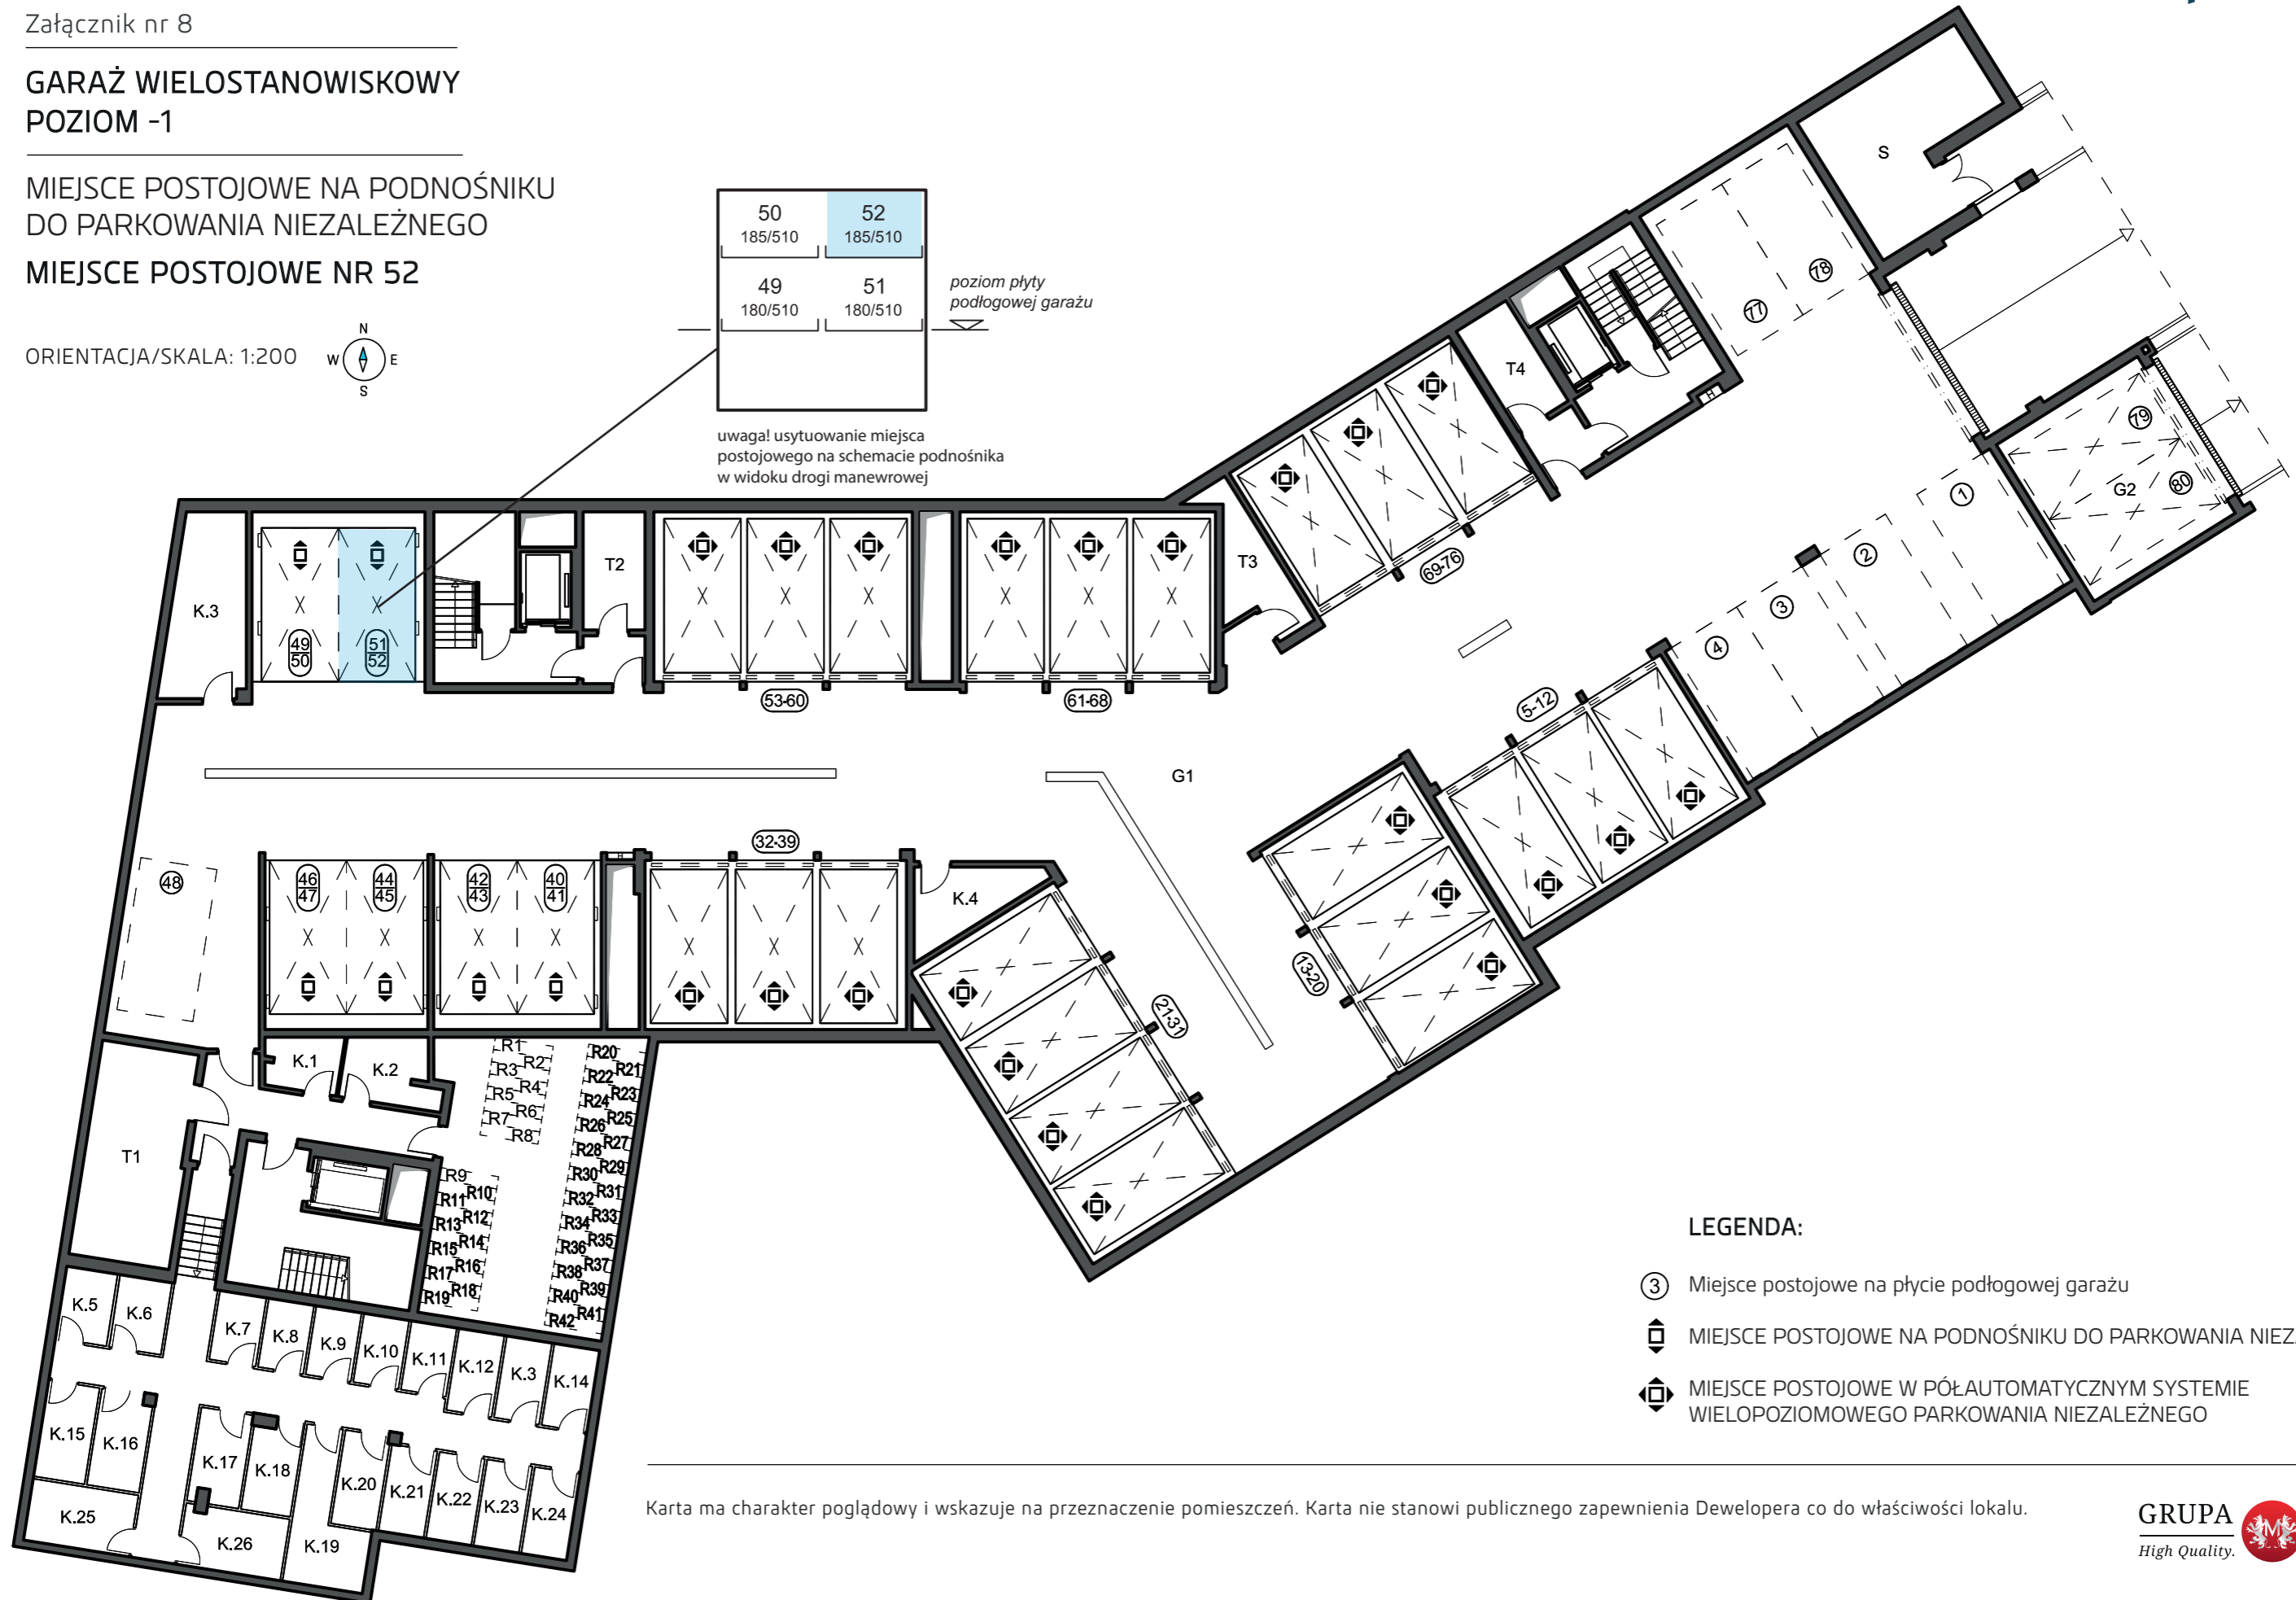 Załącznik nr 8
GARAŻ WIELOSTANOWISKOWY
POZIOM -1
MIEJSCE POSTOJOWE NA PODNOŚNIKU
DO PARKOWANIA NIEZALEŻNEGO
MIEJSCE POSTOJOWE NR 52
ORIENTACJA/SKALA: 1:200
N
W E
S
50 52
185/510 185/510
49 51
180/510 180/510
poziom płyty
podłogowej garażu
uwaga! usytuowanie miejsca
postojowego na schemacie podnośnika
w widoku drogi manewrowej
S
78
77
T4
H
79
80
G2
1
2
3
4
69-76
T3
T2
K.3
49
50
51
52
53-60
61-68
5-12
G1
32-39
H
48
46
47
44
45
42
43
40
41
K.4
13-20
21-31
K.1
K.2
T1
R1
R2
R3
R4
R5
R6
R7
R8
R9
R10
R11
R12
R13
R14
R15
R16
R17
R18
R19
R20
R21
R22
R23
R24
R25
R26
R27
R28
R29
R30
R31
R32
R33
R34
R35
R36
R37
R38
R39
R40
R41
R42
K.5
K.6
K.7
K.8
K.9
K.10
K.11
K.12
K.3
K.14
K.15
K.16
K.17
K.18
K.20
K.21
K.22
K.23
K.24
K.25
K.26
K.19
LEGENDA:
3 Miejsce postojowe na płycie podłogowej garażu
MIEJSCE POSTOJOWE NA PODNOŚNIKU DO PARKOWANIA NIEZ
MIEJSCE POSTOJOWE W PÓŁAUTOMATYCZNYM SYSTEMIE
WIELOPOZIOMOWEGO PARKOWANIA NIEZALEŻNEGO
Karta ma charakter poglądowy i wskazuje na przeznaczenie pomieszczeń. Karta nie stanowi publicznego zapewnienia Dewelopera co do właściwości lokalu.
GRUPA
M
High Quality.